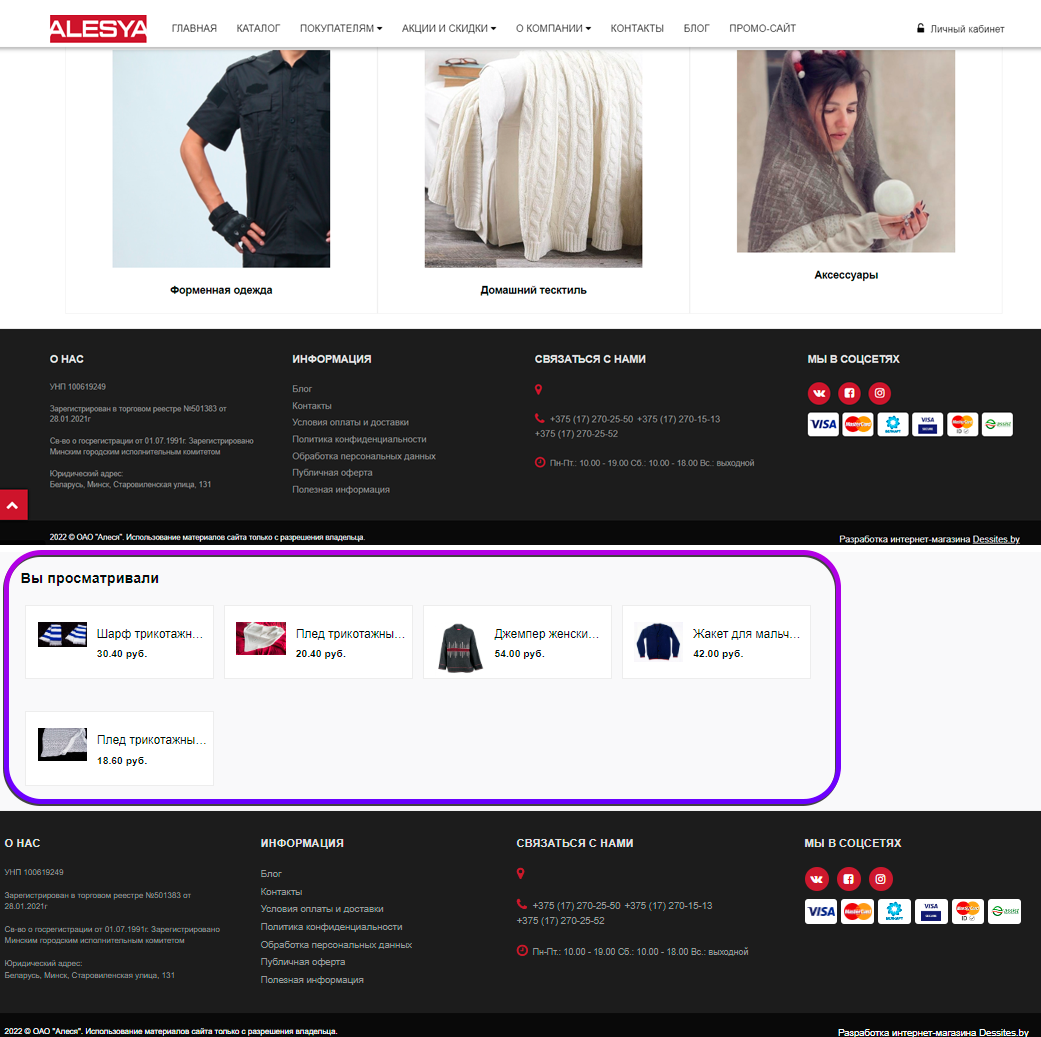 ALESYA
ГЛАВНАЯ КАТАЛОГ ПОКУПАТЕЛЯМ АКЦИИ И СКИДКИ О КОМПАНИИ КОНТАКТЫ БЛОГ ПРОМО-САЙТ Личный кабинет
Форменная одежда
Домашний тесктиль
Аксессуары
О НАС
УНП 100619249
Зарегистрирован в торговом реестре №501383 от
28.01.2021г
Св-во о госрегистрации от 01.07.1991г. Зарегистрировано
Минским городским исполнительным комитетом
Юридический адрес:
Беларусь, Минск, Старовиленская улица, 131
ИНФОРМАЦИЯ
Блог
Контакты
Условия оплаты и доставки
Политика конфиденциальности
Обработка персональных данных
Публичная оферта
Полезная информация
СВЯЗАТЬСЯ С НАМИ
+375 (17) 270-25-50 +375 (17) 270-15-13
+375 (17) 270-25-52
Пн-Пт.: 10.00 - 19.00 Сб.: 10.00 - 18.00 Вс.: выходной
МЫ В СОЦСЕТЯХ
VISA MasterCard БЕЛКАРТ VISA MasterCard
2022 © ОАО "Алеся". Использование материалов сайта только с разрешения владельца.
Разработка интернет-магазина Dessites.by
Вы просматривали
Шарф трикотажн...
30.40 руб.
Плед трикотажны...
20.40 руб.
Джемпер женски...
54.00 руб.
Жакет для мальч...
42.00 руб.
Плед трикотажны...
18.60 руб.
О НАС
УНП 100619249
Зарегистрирован в торговом реестре №501383 от
28.01.2021г
Св-во о госрегистрации от 01.07.1991г. Зарегистрировано
Минским городским исполнительным комитетом
Юридический адрес:
Беларусь, Минск, Старовиленская улица, 131
ИНФОРМАЦИЯ
Блог
Контакты
Условия оплаты и доставки
Политика конфиденциальности
Обработка персональных данных
Публичная оферта
Полезная информация
СВЯЗАТЬСЯ С НАМИ
+375 (17) 270-25-50 +375 (17) 270-15-13
+375 (17) 270-25-52
Пн-Пт.: 10.00 - 19.00 Сб.: 10.00 - 18.00 Вс.: выходной
МЫ В СОЦСЕТЯХ
VISA MasterCard БЕЛКАРТ VISA MasterCard
2022 © ОАО "Алеся". Использование материалов сайта только с разрешения владельца.
Разработка интернет-магазина Dessites.by